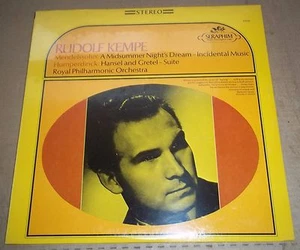 STEREO
SERAPHIM
RUDOLF KEMPE
Mendelssohn: A Midsummer Night's Dream - Incidental Music
Humperdinck: Hansel and Gretel - Suite
Royal Philharmonic Orchestra